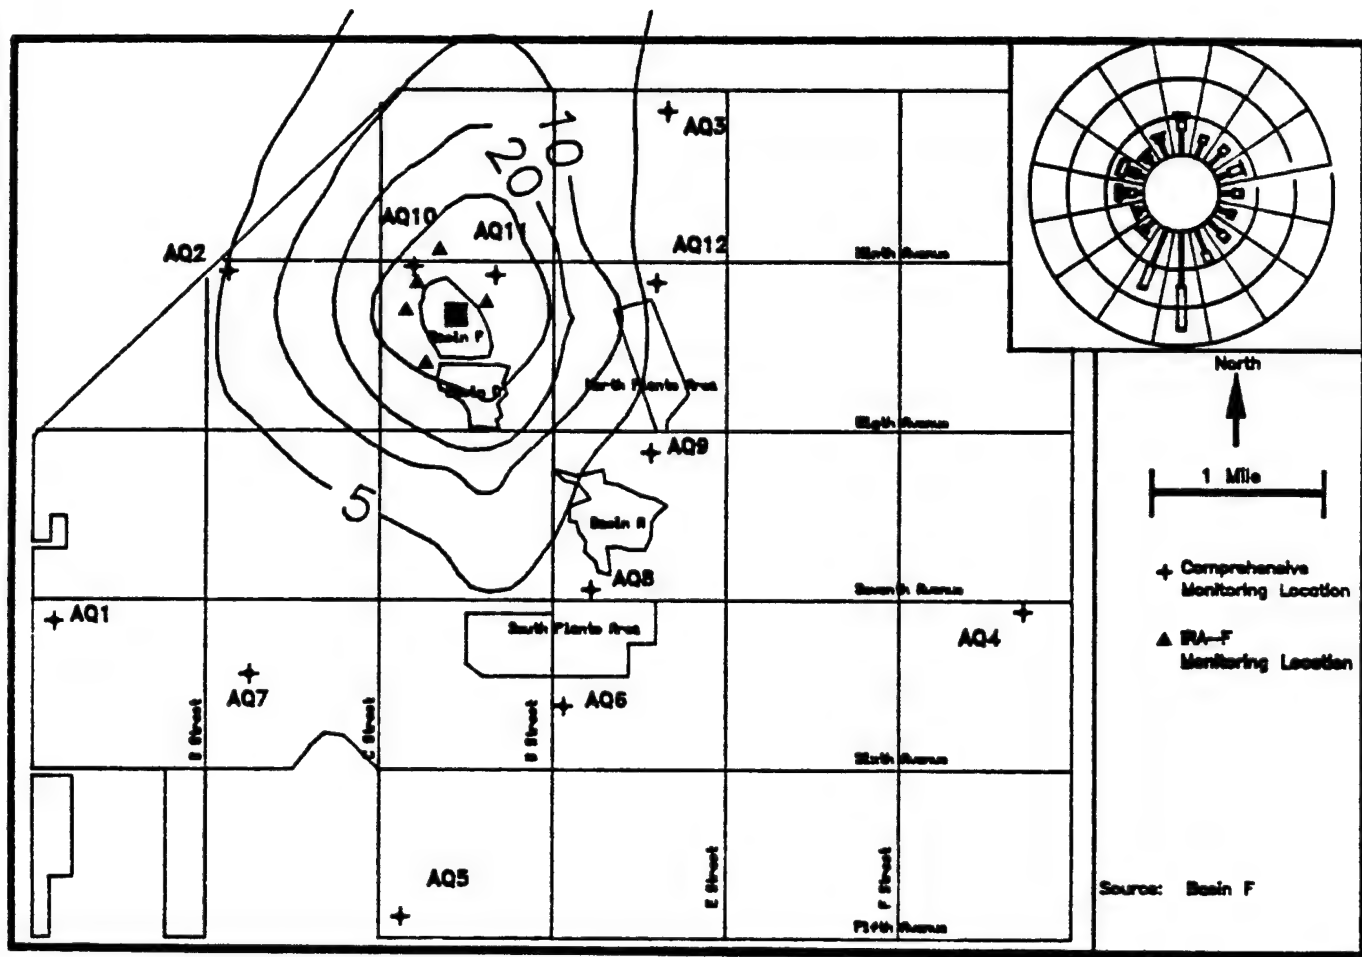 10
20
AQ3
AQ10
AQ11
AQ12
AQ2
Ninth Avenue
Basin F
North Plants Area
North
Eigth Avenue
AQ9
1 Mile
5
Basin A
Comprehensive
Monitoring Location
AQ8
Seventh Avenue
AQ1
South Plants Area
AQ4
IRA-F
Monitoring Location
AQ7
AQ6
B Street
C Street
D Street
Sixth Avenue
AQ5
E Street
F Street
Source: Basin F
Fifth Avenue